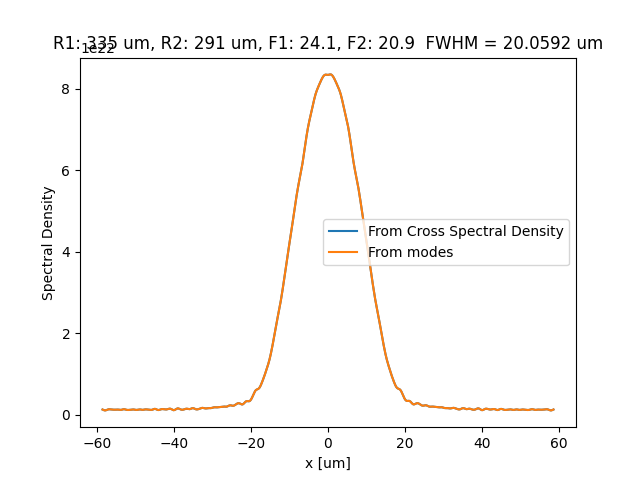 R1: 335 um, R2: 291 um, F1: 24.1, F2: 20.9  FWHM = 20.0592 um
1e22
8
6
4
2
0
Spectral Density
From Cross Spectral Density
From modes
−60 −40 −20 0 20 40 60
x [um]